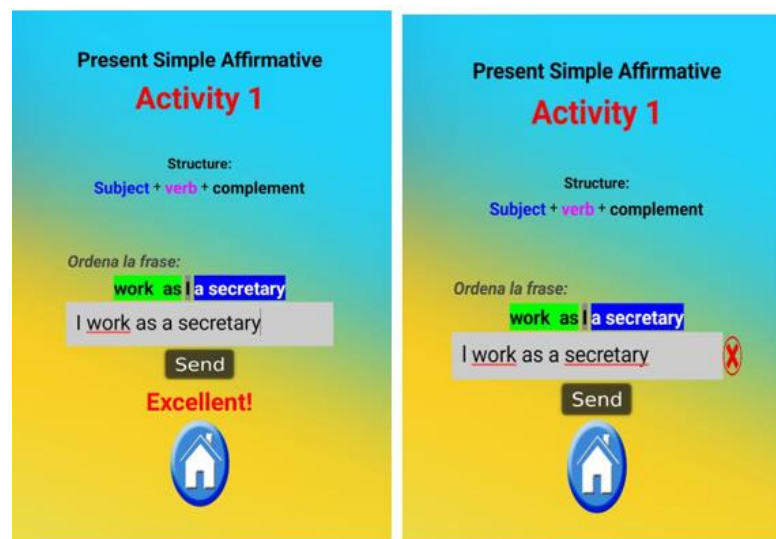 Present Simple Affirmative
Activity 1
Structure:
Subject + verb + complement
Ordena la frase:
work as I a secretary
I work as a secretary
Send
Excellent!
Present Simple Affirmative
Activity 1
Structure:
Subject + verb + complement
Ordena la frase:
work as I a secretary
I work as a secretary X
Send